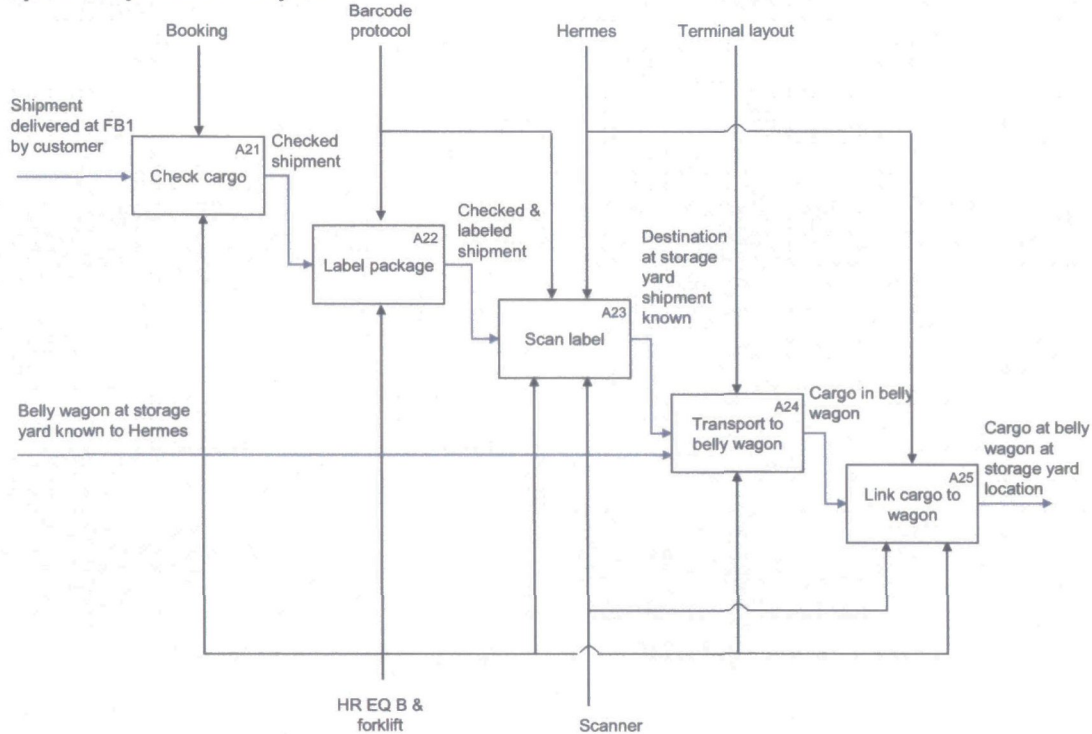 Booking
Barcode
protocol
Hermes
Terminal layout
Shipment
delivered at FB1
by customer
A21
Check cargo
Checked
shipment
A22
Label package
Checked &
labeled
shipment
A23
Scan label
Destination
at storage
yard
shipment
known
Belly wagon at storage
yard known to Hermes
A24
Transport to
belly wagon
Cargo in belly
wagon
A25
Link cargo to
wagon
Cargo at belly
wagon at
storage yard
location
HR EQ B &
forklift
Scanner